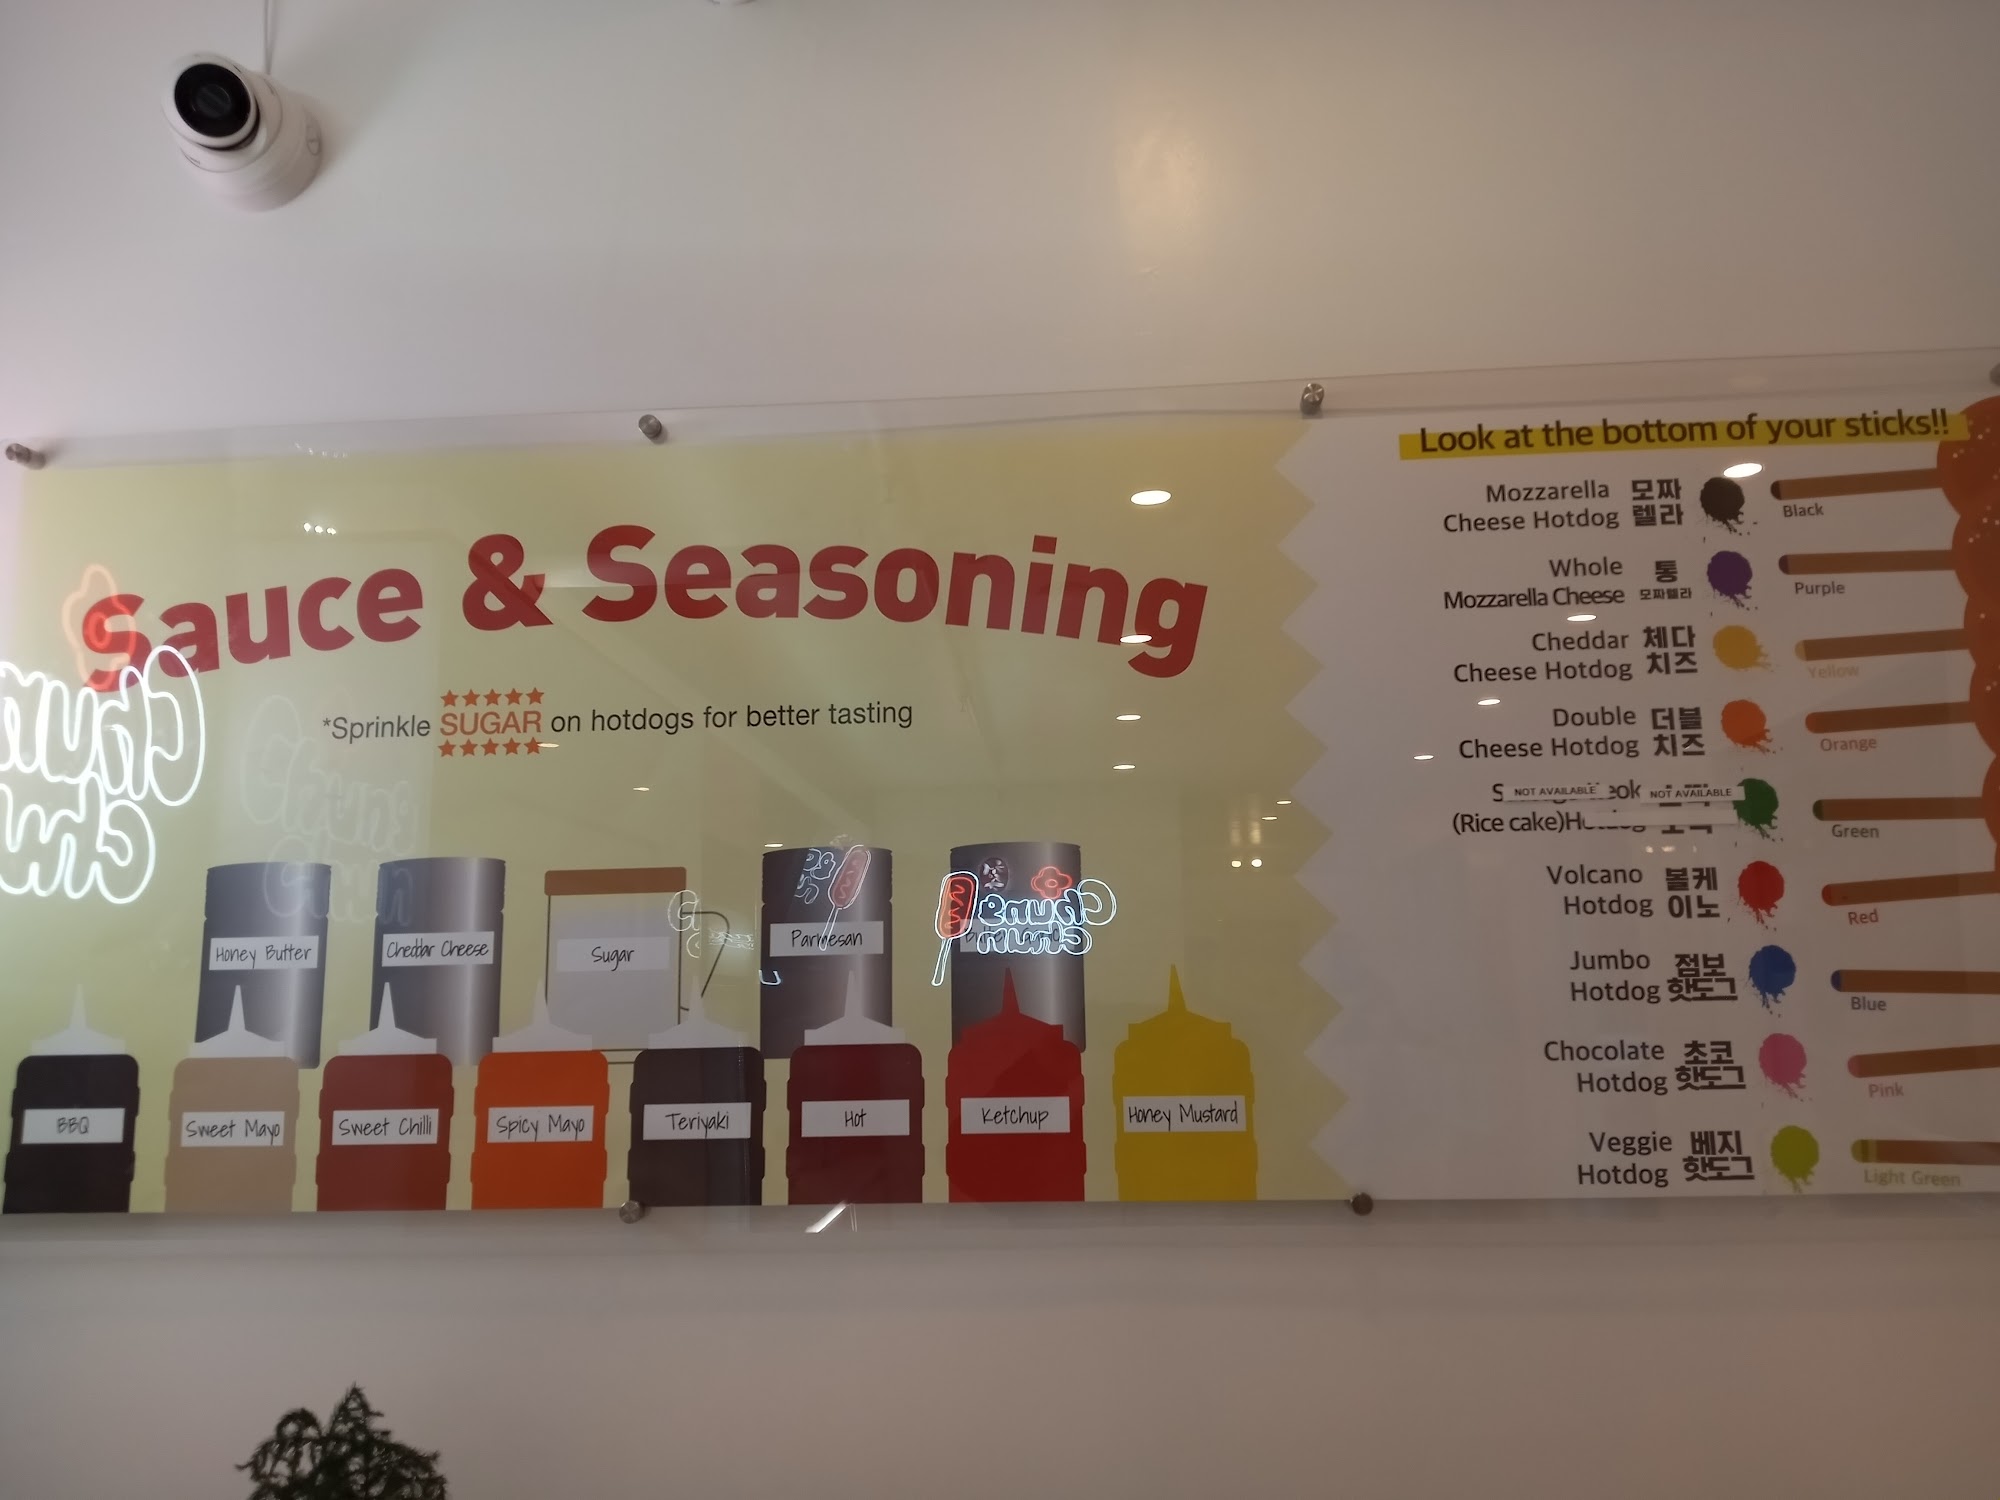 Sauce & Seasoning
*Sprinkle SUGAR on hotdogs for better tasting
Honey Butter
Cheddar Cheese
Sugar
Parmesan
BBQ
Sweet Mayo
Sweet Chilli
Spicy Mayo
Teriyaki
Hot
Ketchup
Honey Mustard
Chung
Chun
Look at the bottom of your sticks!!
Mozzarella 모짜
Cheese Hotdog 렐라
Black
Whole 통
Mozzarella Cheese 모짜렐라
Purple
Cheddar 체다
Cheese Hotdog 치즈
Yellow
Double 더블
Cheese Hotdog 치즈
Orange
NOT AVAILABLE NOT AVAILABLE
(Rice cake)
Green
Volcano 볼케
Hotdog 이노
Red
Jumbo 점보
Hotdog 핫도그
Blue
Chocolate 초코
Hotdog 핫도그
Pink
Veggie 베지
Hotdog 핫도그
Light Green